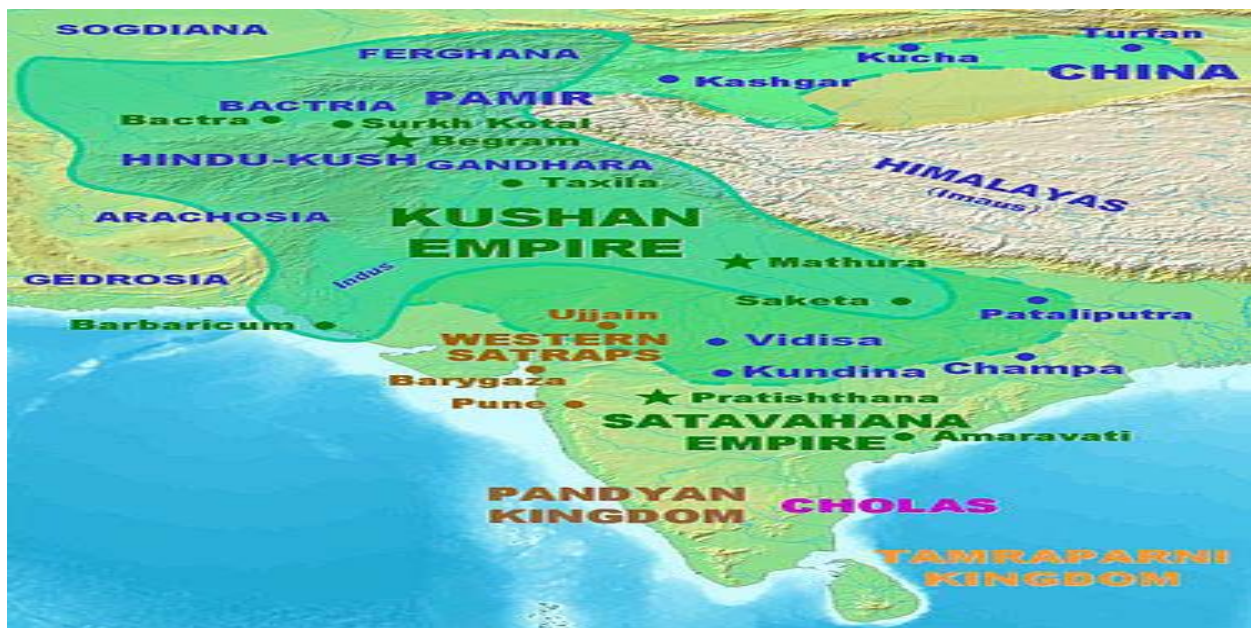 SOGDIANA
FERGHANA
Kucha
Turfan
CHINA
Kashgar
BACTRIA
PAMIR
Bactra
Surkh Kotal
Begram
HINDU-KUSH
GANDHARA
Taxila
HIMALAYAS
(Imaus)
ARACHOSIA
KUSHAN
EMPIRE
GEDROSIA
Indus
Mathura
Saketa
Pataliputra
Barbaricum
Ujjain
WESTERN
SATRAPS
Vidisa
Barygaza
Kundina
Champa
Pune
Pratishthana
SATAVAHANA
EMPIRE
Amaravati
PANDYAN
KINGDOM
CHOLAS
TAMRAPARNI
KINGDOM